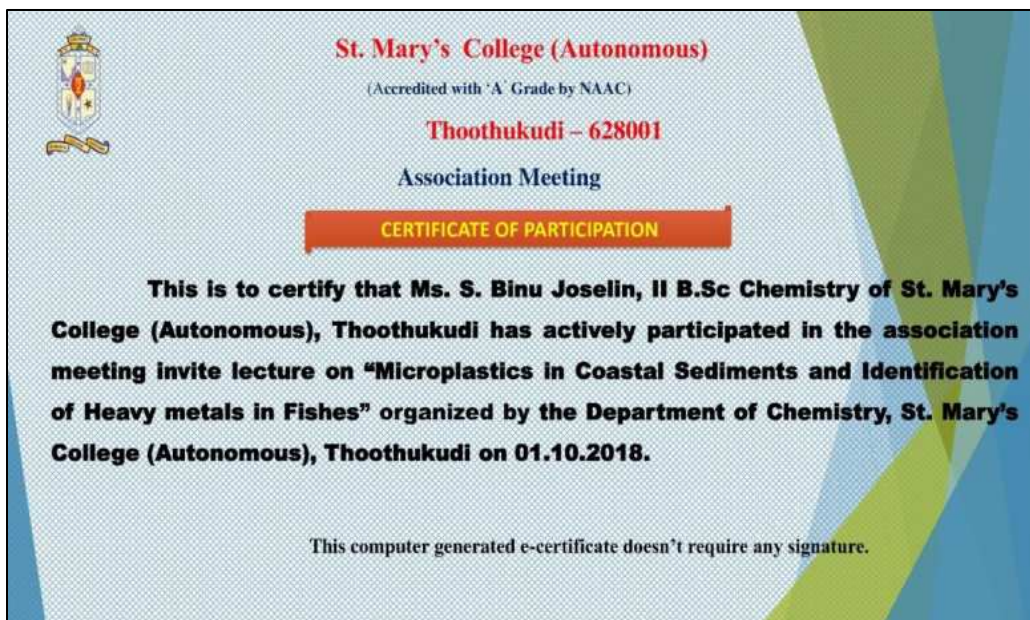 St. Mary’s College (Autonomous)
(Accredited with ‘A’ Grade by NAAC)
Thoothukudi – 628001
Association Meeting
CERTIFICATE OF PARTICIPATION
This is to certify that Ms. S. Binu Joselin, II B.Sc Chemistry of St. Mary’s
College (Autonomous), Thoothukudi has actively participated in the association
meeting invite lecture on “Microplastics in Coastal Sediments and Identification
of Heavy metals in Fishes” organized by the Department of Chemistry, St. Mary’s
College (Autonomous), Thoothukudi on 01.10.2018.
This computer generated e-certificate doesn’t require any signature.